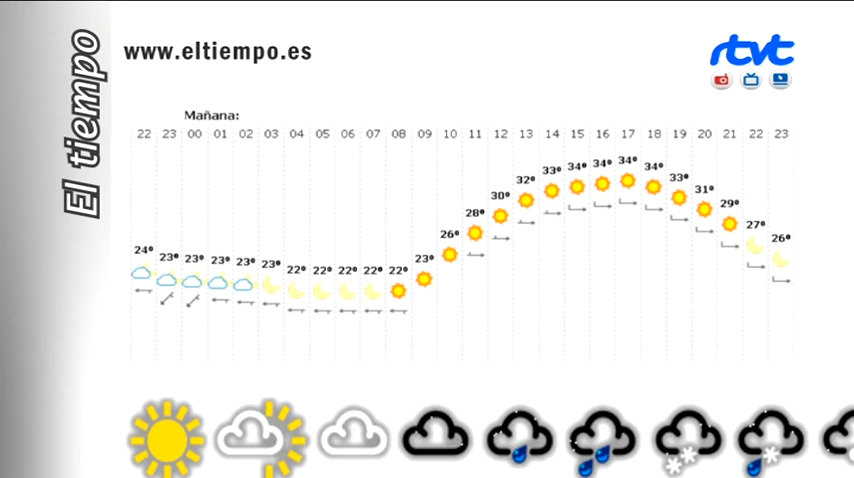 El tiempo
www.eltiempo.es
rtvt
Mañana:
22 23 00 01 02 03 04 05 06 07 08 09 10 11 12 13 14 15 16 17 18 19 20 21 22 23
24º 23º 23º 23º 23º 23º 22º 22º 22º 22º 22º 23º 26º 28º 30º 32º 33º 34º 34º 34º 34º 33º 31º 29º 27º 26º